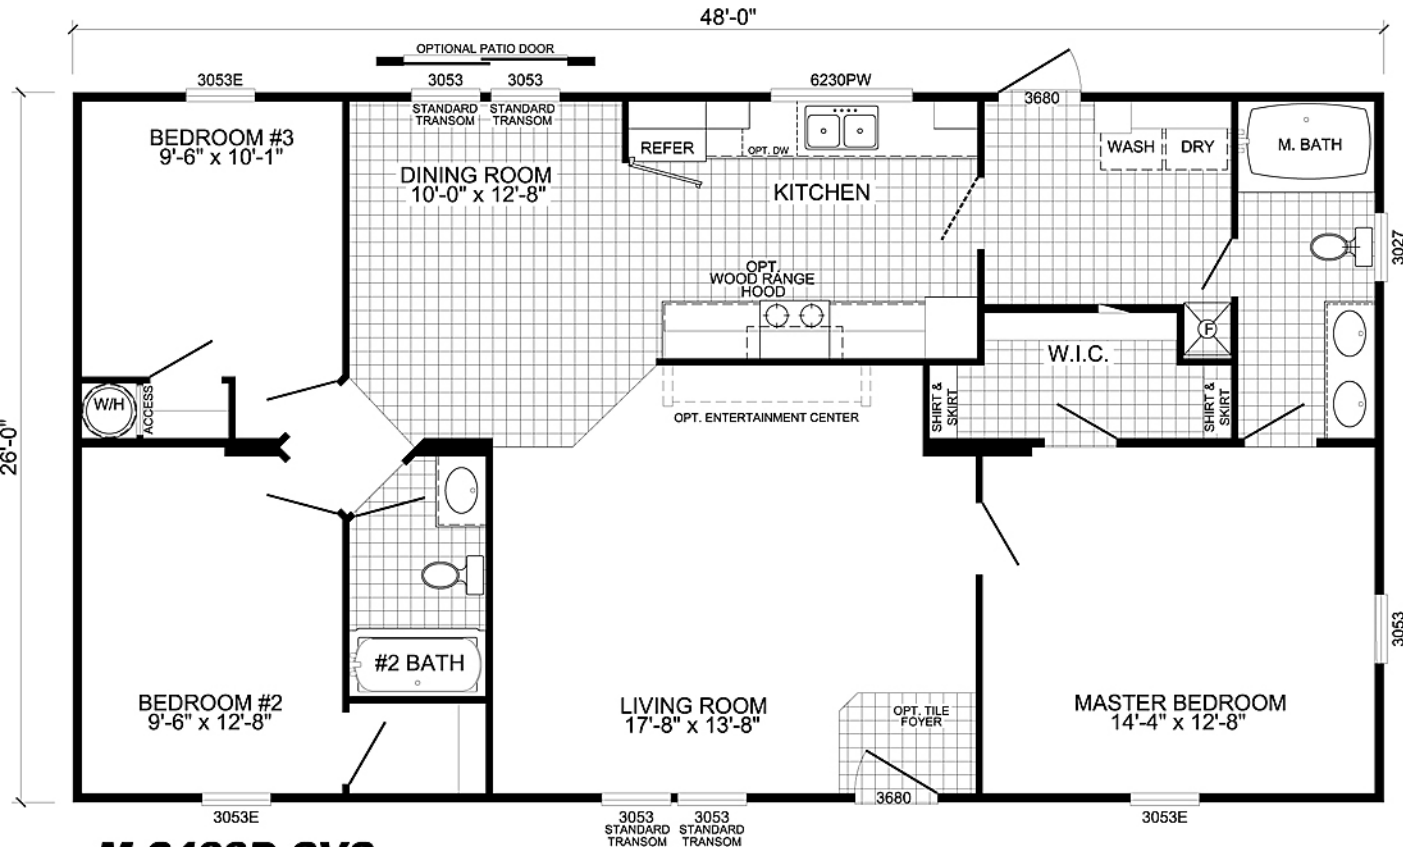 48'-0"
OPTIONAL PATIO DOOR
3053E
3053
3053
6230PW
3680
STANDARD
TRANSOM
STANDARD
TRANSOM
BEDROOM #3
9'-6" x 10'-1"
REFER
OPT. DW
WASH
DRY
M. BATH
DINING ROOM
10'-0" x 12'-8"
KITCHEN
3027
OPT.
WOOD RANGE
HOOD
F
W.I.C.
W/H
ACCESS
SHIRT &
SKIRT
SHIRT &
SKIRT
OPT. ENTERTAINMENT CENTER
26'-0"
#2 BATH
3053
BEDROOM #2
9'-6" x 12'-8"
LIVING ROOM
17'-8" x 13'-8"
OPT. TILE
FOYER
MASTER BEDROOM
14'-4" x 12'-8"
3680
3053E
3053
STANDARD
TRANSOM
3053
STANDARD
TRANSOM
3053E